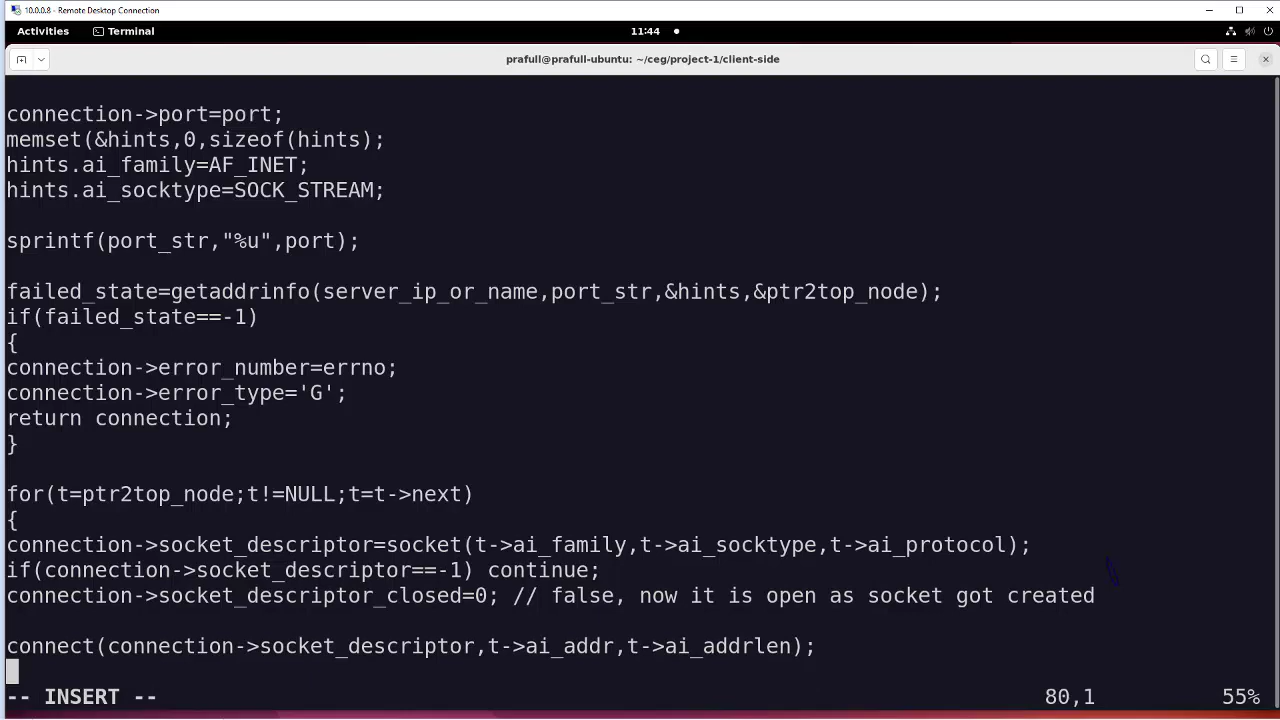 10.0.0.8 - Remote Desktop Connection
Activities
Terminal
11:44
prafull@prafull-ubuntu: ~/ceg/project-1/client-side
connection->port=port;
memset(&hints,0,sizeof(hints);
hints.ai_family=AF_INET;
hints.ai_socktype=SOCK_STREAM;
sprintf(port_str,"%u",port);
failed_state=getaddrinfo(server_ip_or_name,port_str,&hints,&ptr2top_node);
if(failed_state==-1)
{
connection->error_number=errno;
connection->error_type='G';
return connection;
}
for(t=ptr2top_node;t!=NULL;t=t->next)
{
connection->socket_descriptor=socket(t->ai_family,t->ai_socktype,t->ai_protocol);
if(connection->socket_descriptor==-1) continue;
connection->socket_descriptor_closed=0; // false, now it is open as socket got created
connect(connection->socket_descriptor,t->ai_addr,t->ai_addrlen);
-- INSERT --
80,1
55%